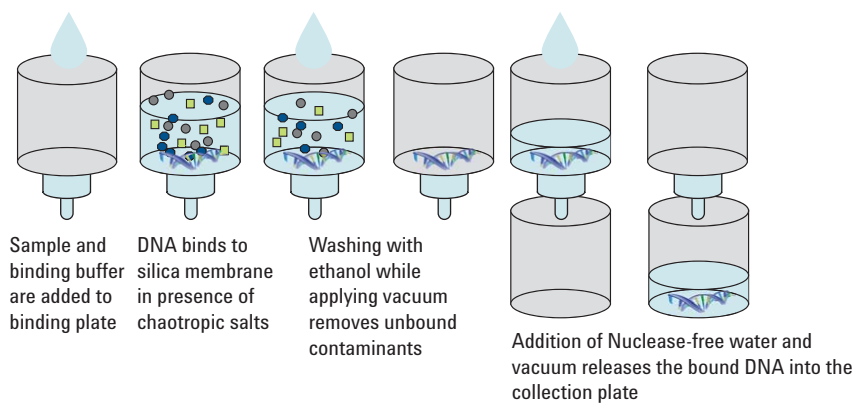 Sample and
binding buffer
are added to
binding plate
DNA binds to
silica membrane
in presence of
chaotropic salts
Washing with
ethanol while
applying vacuum
removes unbound
contaminants
Addition of Nuclease-free water and
vacuum releases the bound DNA into the
collection plate